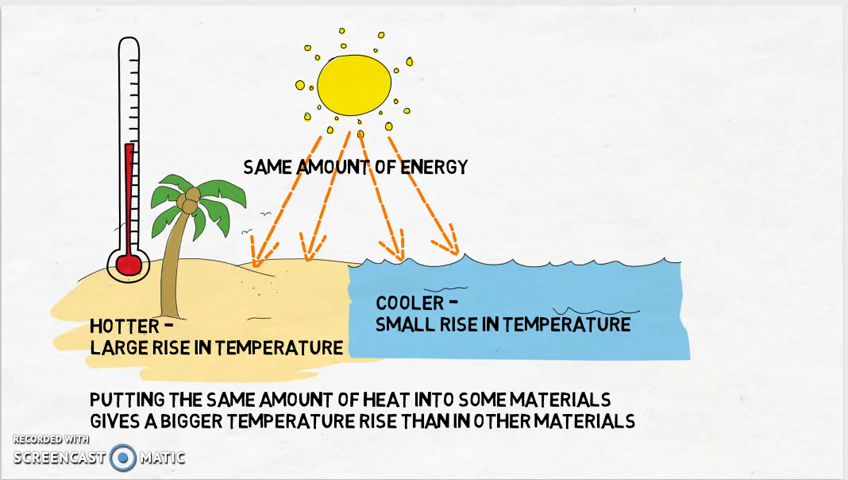 SAME AMOUNT OF ENERGY
COOLER -
SMALL RISE IN TEMPERATURE
HOTTER -
LARGE RISE IN TEMPERATURE
PUTTING THE SAME AMOUNT OF HEAT INTO SOME MATERIALS
GIVES A BIGGER TEMPERATURE RISE THAN IN OTHER MATERIALS
RECORDED WITH
SCREENCAST MATIC